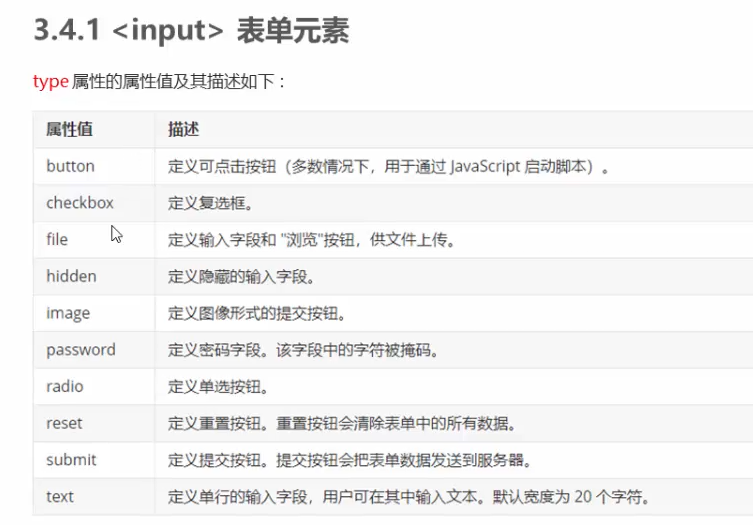 3.4.1 <input> 表单元素
type 属性的属性值及其描述如下：
属性值 描述
button 定义可点击按钮（多数情况下，用于通过 JavaScript 启动脚本）。
checkbox 定义复选框。
file 定义输入字段和 "浏览"按钮，供文件上传。
hidden 定义隐藏的输入字段。
image 定义图像形式的提交按钮。
password 定义密码字段。该字段中的字符被掩码。
radio 定义单选按钮。
reset 定义重置按钮。重置按钮会清除表单中的所有数据。
submit 定义提交按钮。提交按钮会把表单数据发送到服务器。
text 定义单行的输入字段，用户可在其中输入文本。默认宽度为 20 个字符。